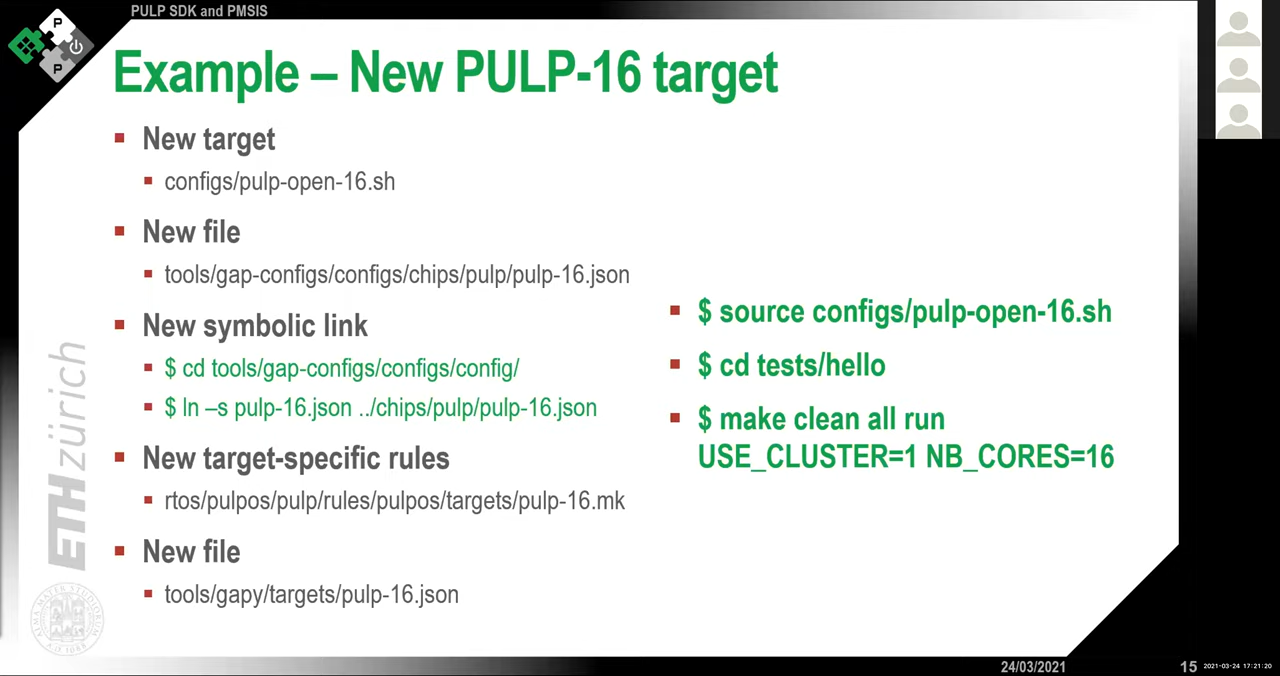 PULP SDK and PMSIS
P
P
Example – New PULP-16 target
New target
configs/pulp-open-16.sh
New file
tools/gap-configs/configs/chips/pulp/pulp-16.json
New symbolic link
$ cd tools/gap-configs/configs/config/
$ ln –s pulp-16.json ../chips/pulp/pulp-16.json
New target-specific rules
rtos/pulpos/pulp/rules/pulpos/targets/pulp-16.mk
New file
tools/gapy/targets/pulp-16.json
$ source configs/pulp-open-16.sh
$ cd tests/hello
$ make clean all run
USE_CLUSTER=1 NB_CORES=16
ETH zürich
ALMA MATER STUDIORUM
A.D. 1088
24/03/2021
15
2021-03-24 17:21:20